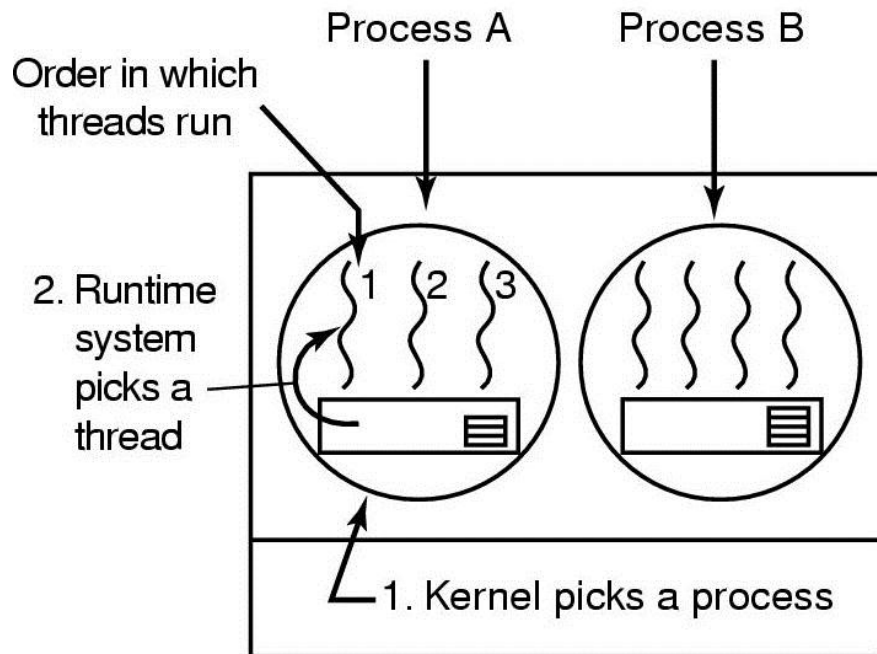 Process A
Process B
Order in which
threads run
1
2
3
2. Runtime
system
picks a
thread
1. Kernel picks a process